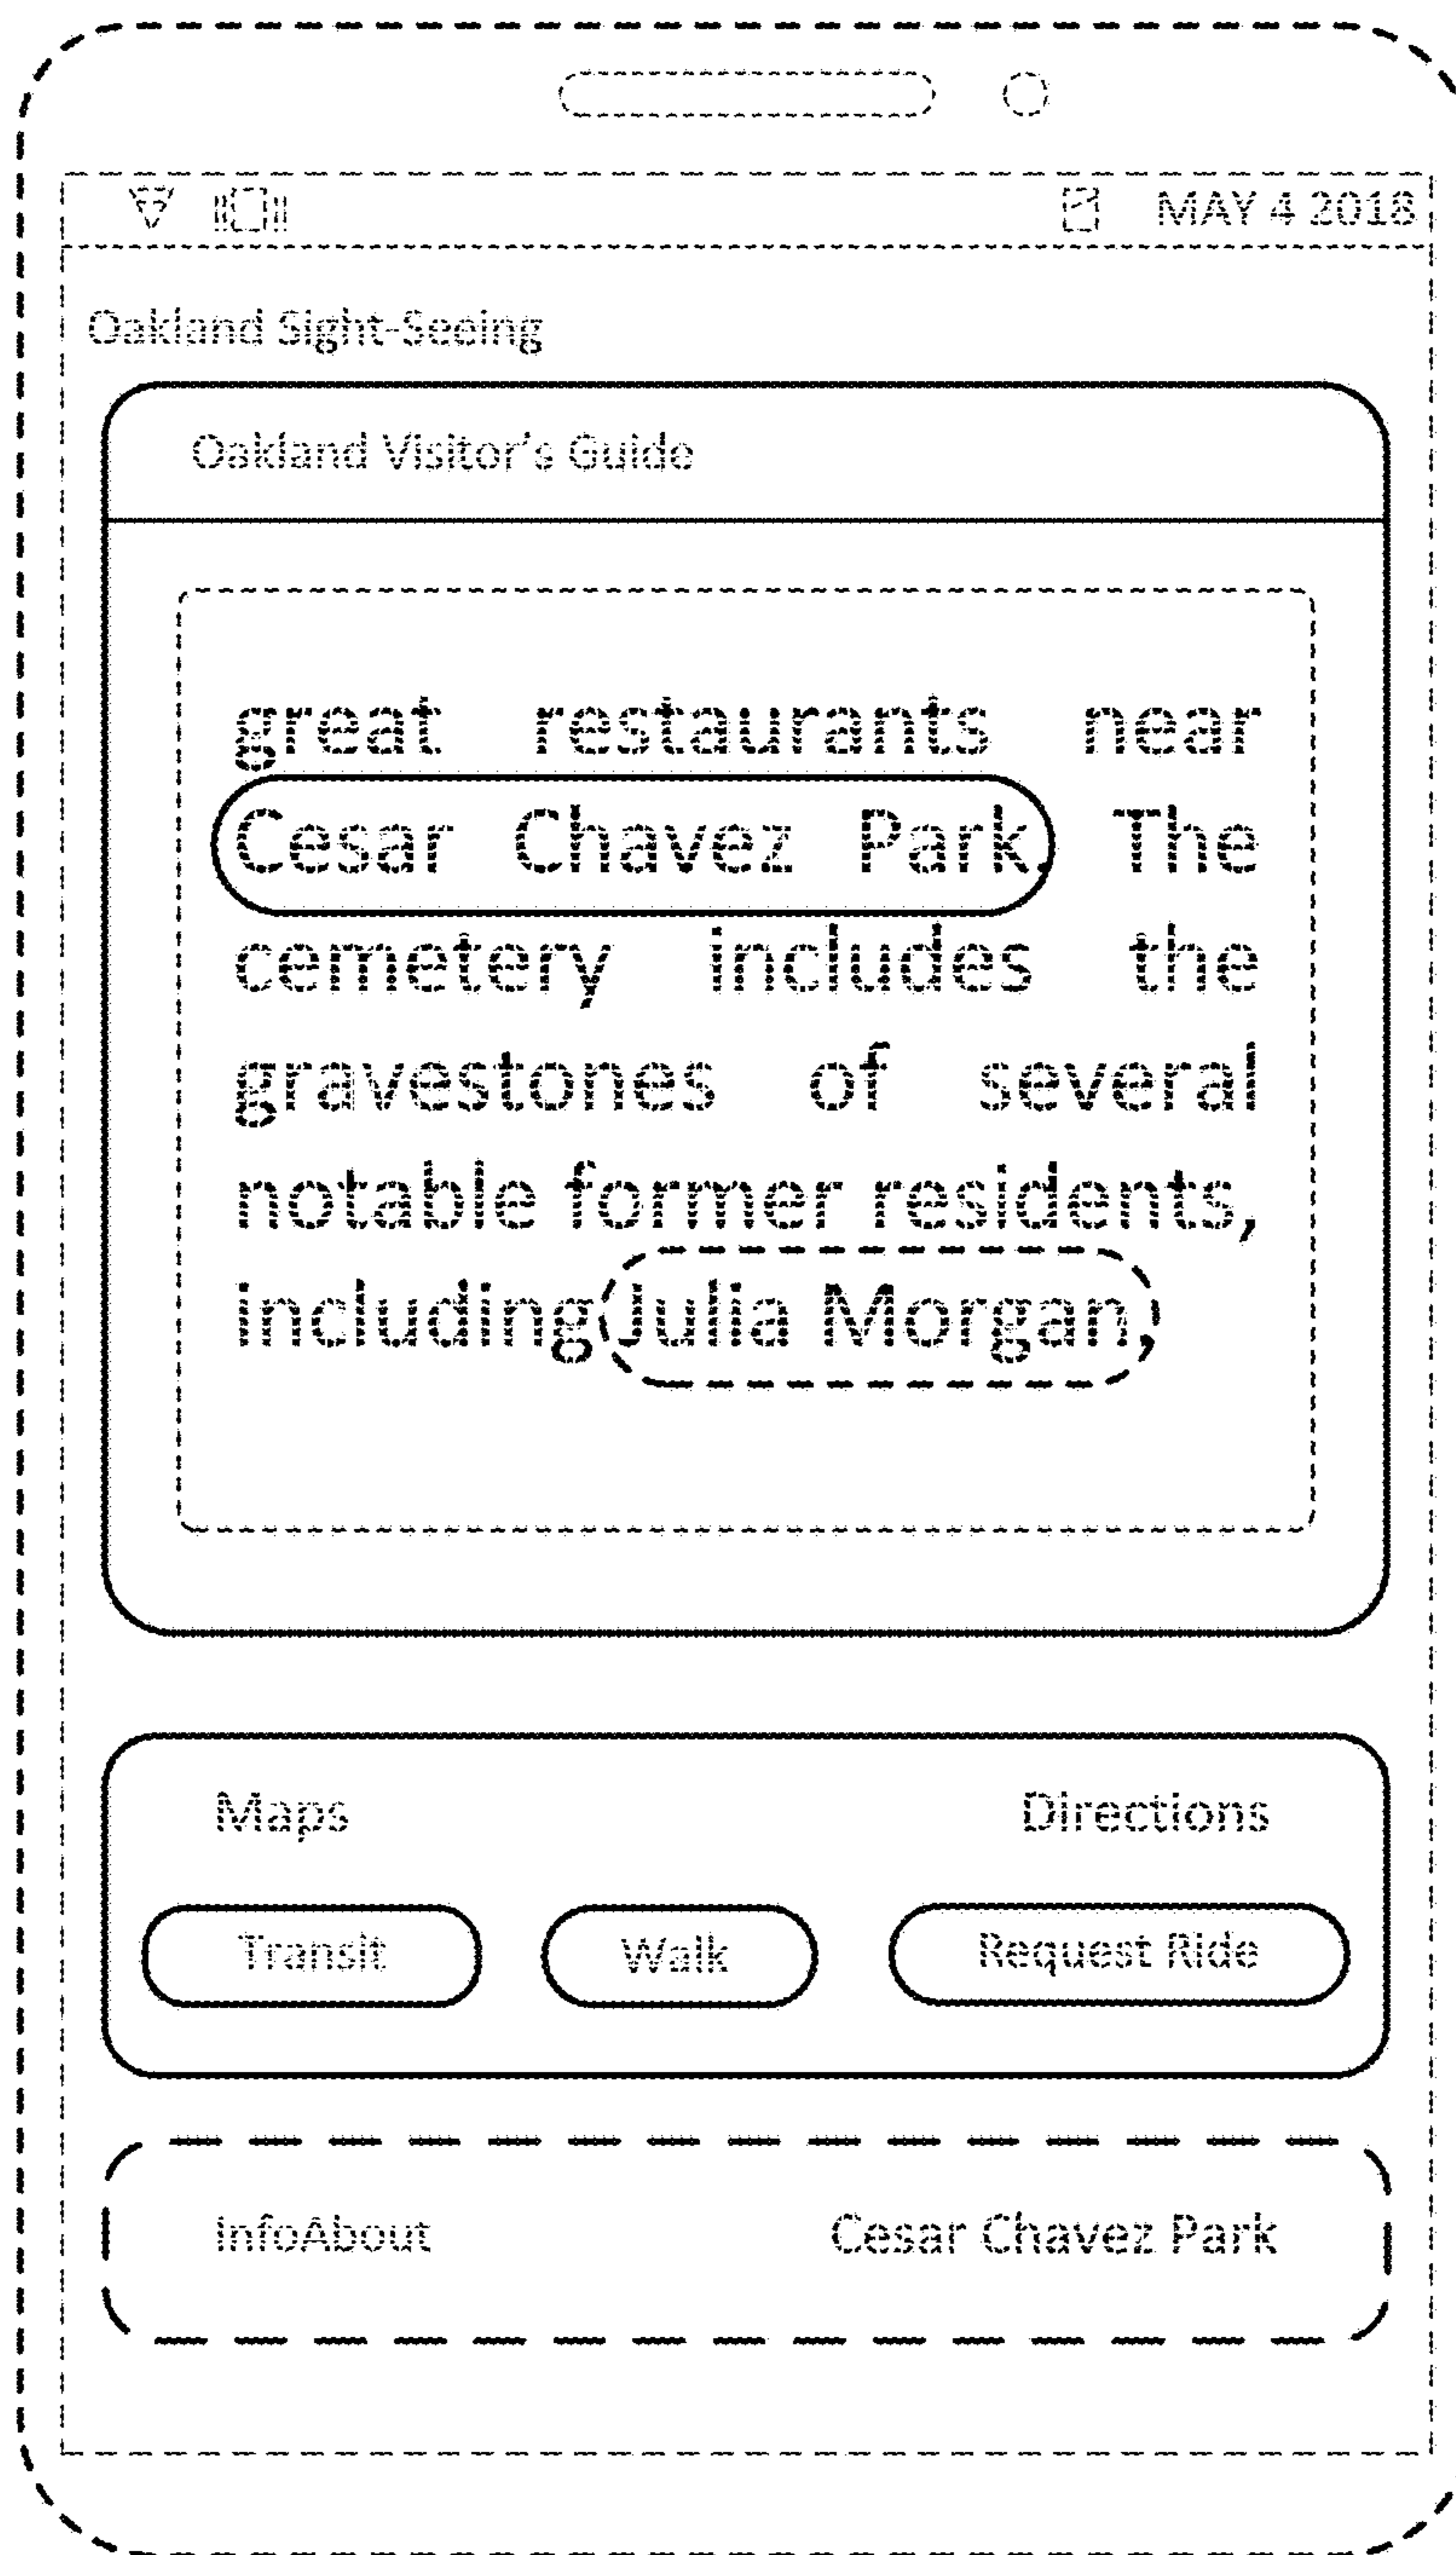 MAY 4 2018
Oakland Sight-Seeing
Oakland Visitor's Guide
great restaurants near
Cesar Chavez Park. The
cemetery includes the
gravestones of several
notable former residents,
including Julia Morgan,
Maps Directions
Transit Walk Request Ride
InfoAbout Cesar Chavez Park